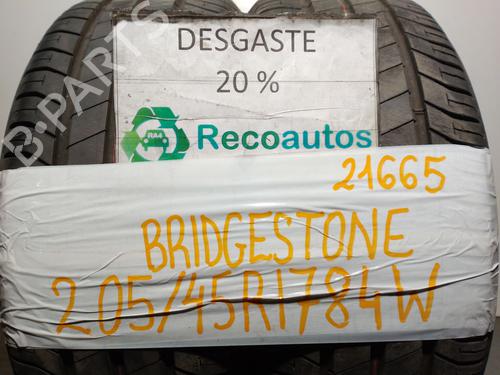 DESGASTE
20 %
RA4
Recoautos
21665
BRIDGESTONE
205/45R1784W
B-PARTS